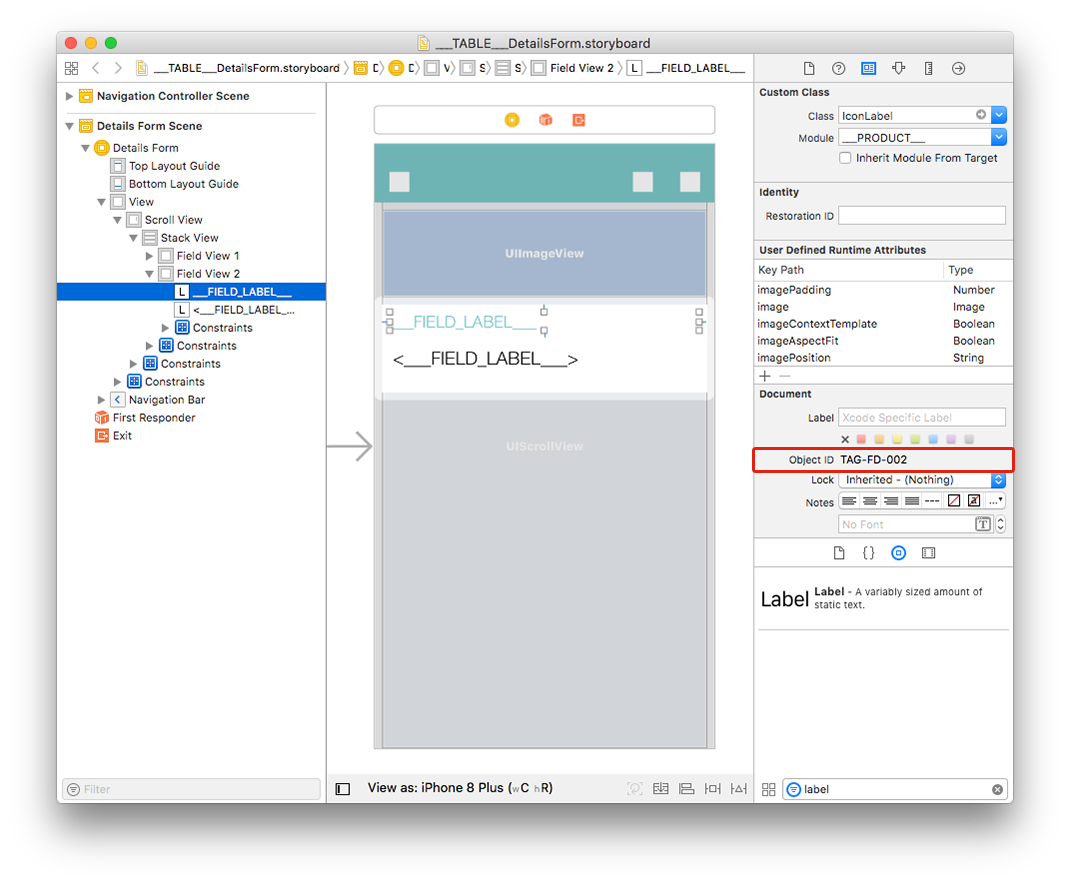 ___TABLE___DetailsForm.storyboard
___TABLE___DetailsForm.storyboard
Field View 2
L
___FIELD_LABEL___
Navigation Controller Scene
Details Form Scene
Details Form
Top Layout Guide
Bottom Layout Guide
View
Scroll View
Stack View
Field View 1
Field View 2
L ___FIELD_LABEL___
L <___FIELD_LABEL_...
Constraints
Constraints
Constraints
Constraints
Navigation Bar
First Responder
Exit
Filter
UIImageView
___FIELD_LABEL___
<___FIELD_LABEL___>
UIScrollView
View as: iPhone 8 Plus (wC hR)
Custom Class
Class IconLabel
Module ___PRODUCT___
Inherit Module From Target
Identity
Restoration ID
User Defined Runtime Attributes
Key Path Type
imagePadding Number
image Image
imageContextTemplate Boolean
imageAspectFit Boolean
imagePosition String
Document
Label Xcode Specific Label
Object ID TAG-FD-002
Lock Inherited - (Nothing)
Notes
No Font
Label
Label - A variably sized amount of
static text.
label